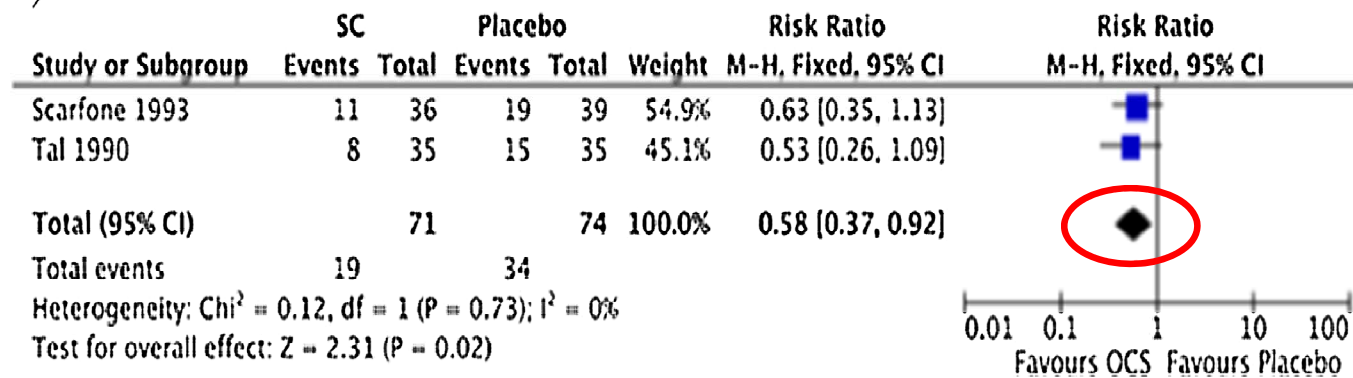 SC Placebo Risk Ratio Risk Ratio
Study or Subgroup Events Total Events Total Weight M-H, Fixed, 95% CI M-H, Fixed, 95% CI
Scarfone 1993 11 36 19 39 54.9% 0.63 [0.35, 1.13]
Tal 1990 8 35 15 35 45.1% 0.53 [0.26, 1.09]
Total (95% CI) 71 74 100.0% 0.58 [0.37, 0.92]
Total events 19 34
Heterogeneity: Chi² = 0.12, df = 1 (P = 0.73); I² = 0%
Test for overall effect: Z = 2.31 (P = 0.02)
0.01 0.1 1 10 100
Favours OCS Favours Placebo